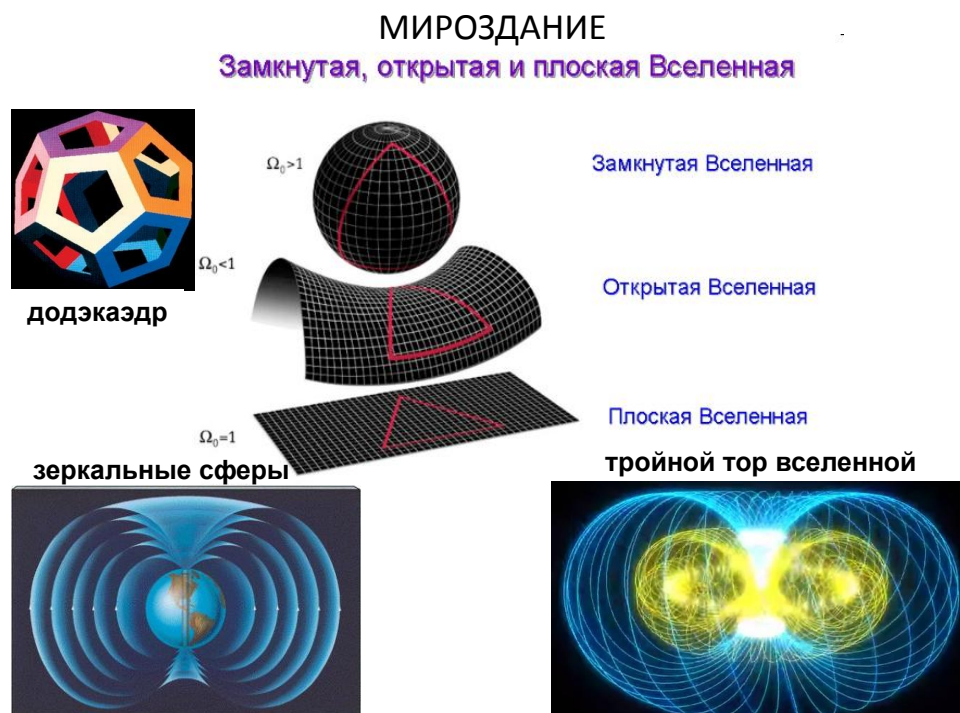 МИРОЗДАНИЕ
-
Замкнутая, открытая и плоская Вселенная
Ω₀>1
Замкнутая Вселенная
Ω₀<1
Открытая Вселенная
додэкаэдр
Плоская Вселенная
Ω₀=1
зеркальные сферы
тройной тор вселенной